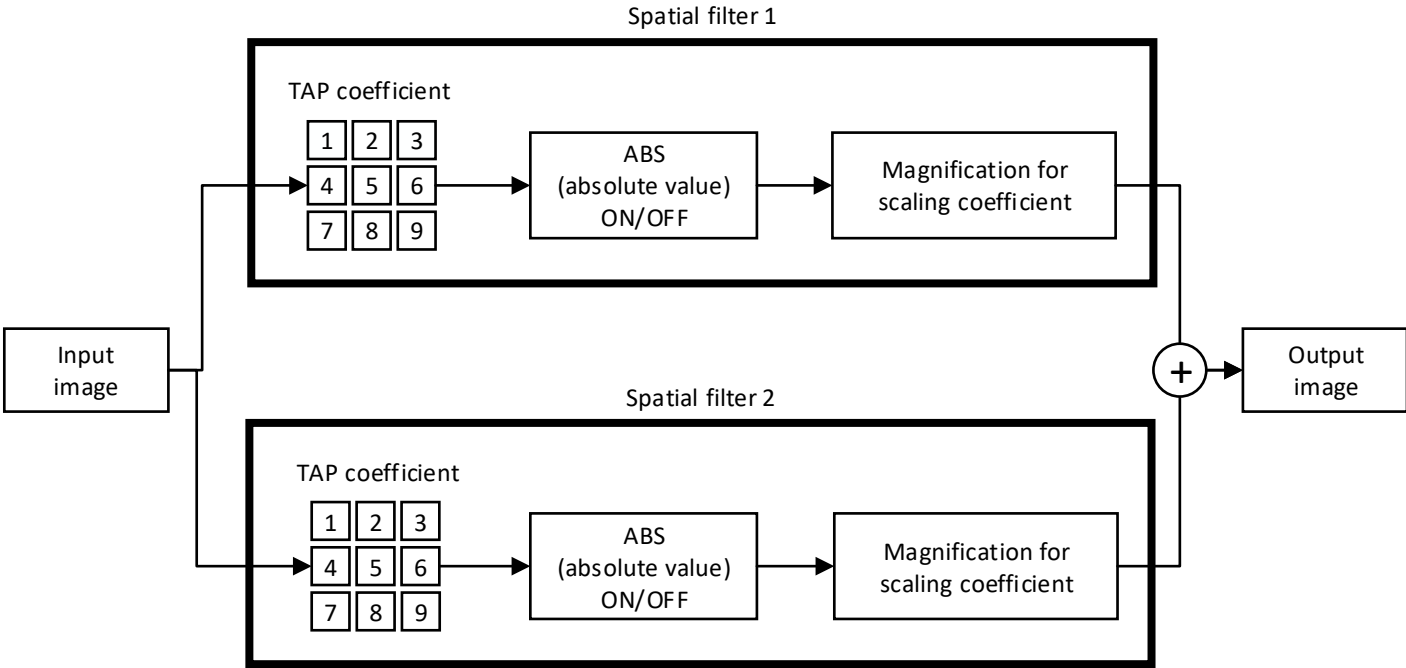 Spatial filter 1
TAP coefficient
1 2 3
4 5 6
7 8 9
ABS
(absolute value)
ON/OFF
Magnification for
scaling coefficient
Input
image
+
Output
image
Spatial filter 2
TAP coefficient
1 2 3
4 5 6
7 8 9
ABS
(absolute value)
ON/OFF
Magnification for
scaling coefficient